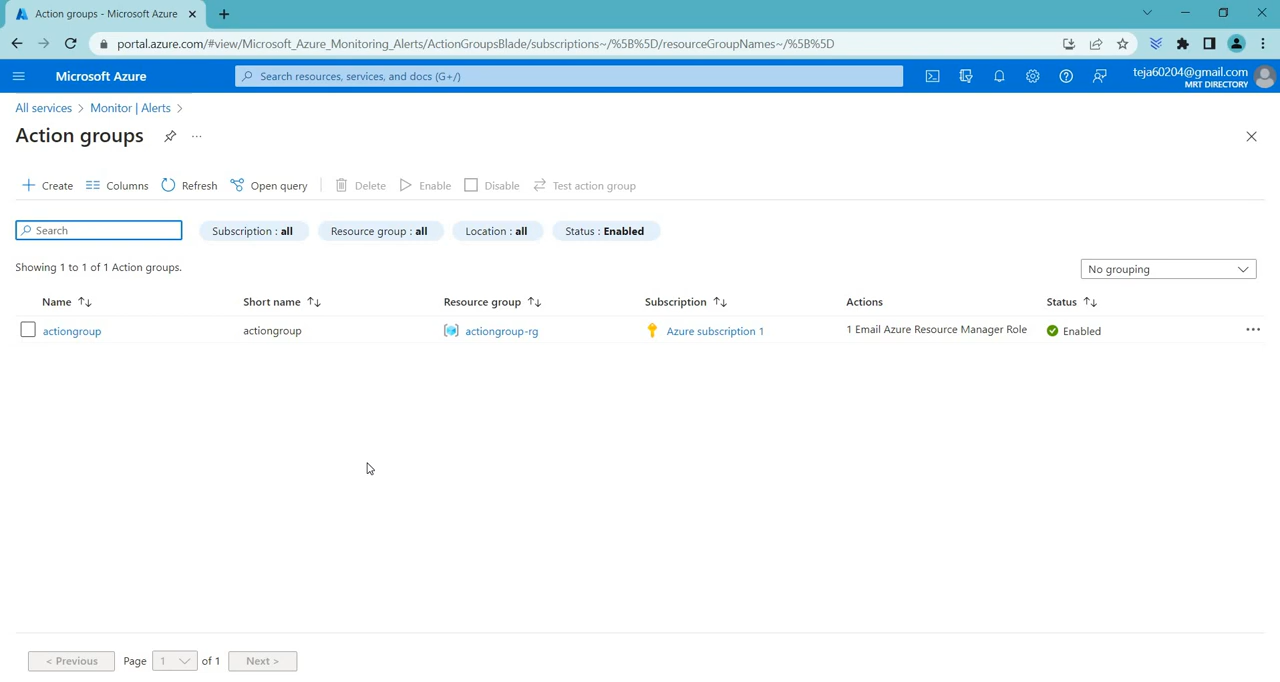 Action groups - Microsoft Azure
portal.azure.com/#view/Microsoft_Azure_Monitoring_Alerts/ActionGroupsBlade/subscriptions~/%5B%5D/resourceGroupNames~/%5B%5D
Microsoft Azure
Search resources, services, and docs (G+/)
teja60204@gmail.com
MRT DIRECTORY
All services > Monitor | Alerts >
Action groups
Create Columns Refresh Open query Delete Enable Disable Test action group
Search Subscription : all Resource group : all Location : all Status : Enabled
Showing 1 to 1 of 1 Action groups.
No grouping
Name Short name Resource group Subscription Actions Status
actiongroup actiongroup actiongroup-rg Azure subscription 1 1 Email Azure Resource Manager Role Enabled
< Previous Page 1 of 1 Next >